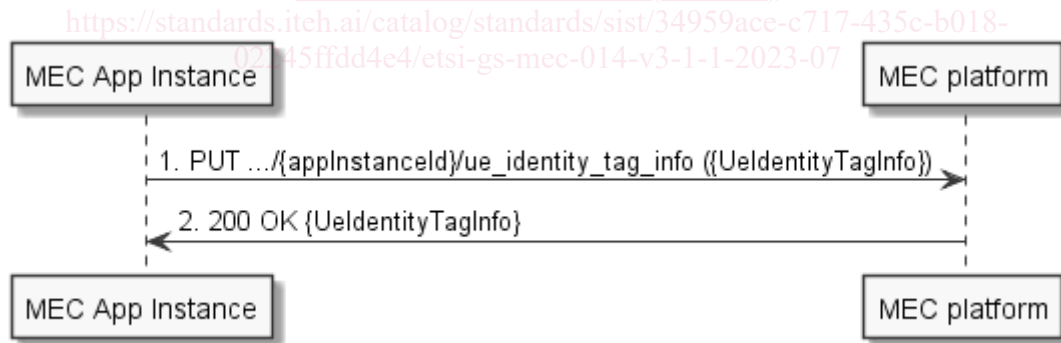 https://standards.iteh.ai/catalog/standards/sist/34959ace-c717-435c-b018-
02245ffdd4e4/etsi-gs-mec-014-v3-1-1-2023-07
MEC App Instance
MEC platform
1. PUT .../{appInstanceId}/ue_identity_tag_info ({UeIdentityTagInfo})
2. 200 OK {UeIdentityTagInfo}
MEC App Instance
MEC platform